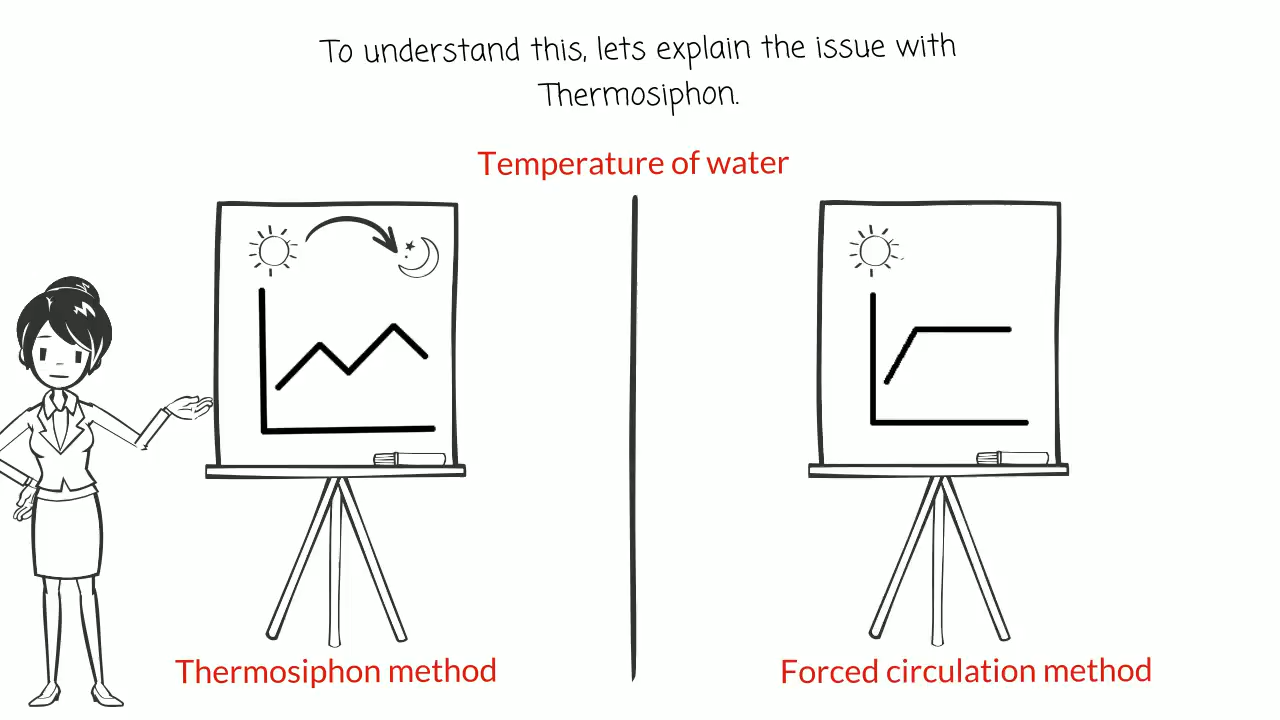 To understand this, lets explain the issue with
Thermosiphon.
Temperature of water
Thermosiphon method
Forced circulation method